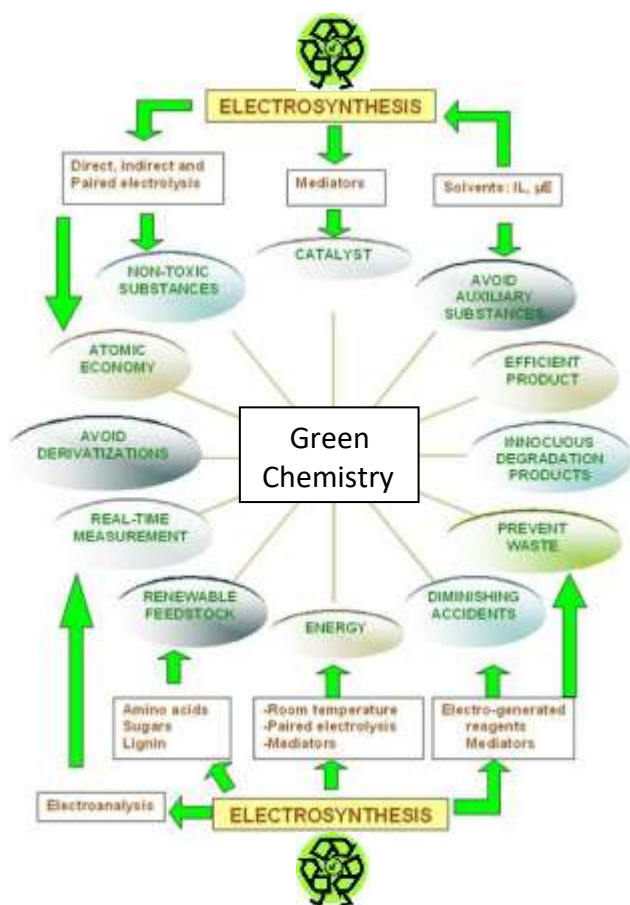 ELECTROSYNTHESIS
Direct, indirect and
Paired electrolysis
Mediators
Solvents: IL, µE
CATALYST
NON-TOXIC
SUBSTANCES
AVOID
AUXILIARY
SUBSTANCES
ATOMIC
ECONOMY
EFFICIENT
PRODUCT
Green
Chemistry
AVOID
DERIVATIZATIONS
INNOCUOUS
DEGRADATION
PRODUCTS
REAL-TIME
MEASUREMENT
PREVENT
WASTE
RENEWABLE
FEEDSTOCK
ENERGY
DIMINISHING
ACCIDENTS
Amino acids
Sugars
Lignin
-Room temperature
-Paired electrolysis
-Mediators
Electro-generated
reagents
Mediators
Electroanalysis
ELECTROSYNTHESIS